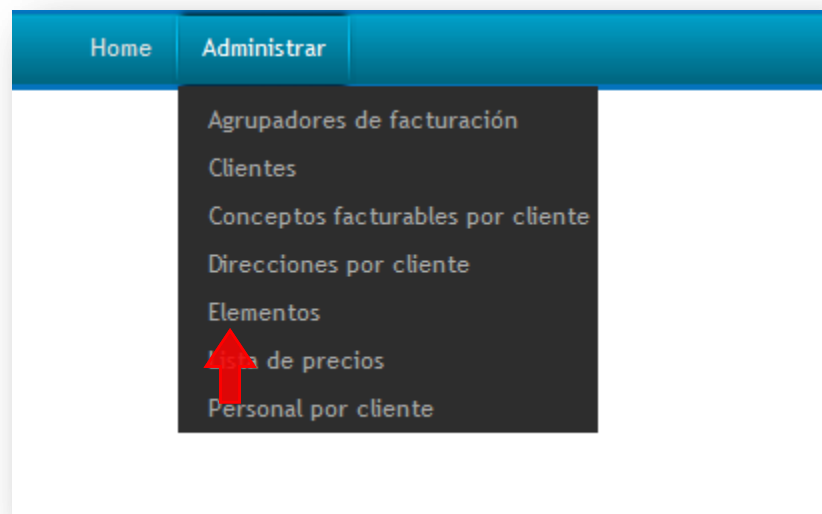 Home Administrar
Agrupadores de facturación
Clientes
Conceptos facturables por cliente
Direcciones por cliente
Elementos
Lista de precios
Personal por cliente